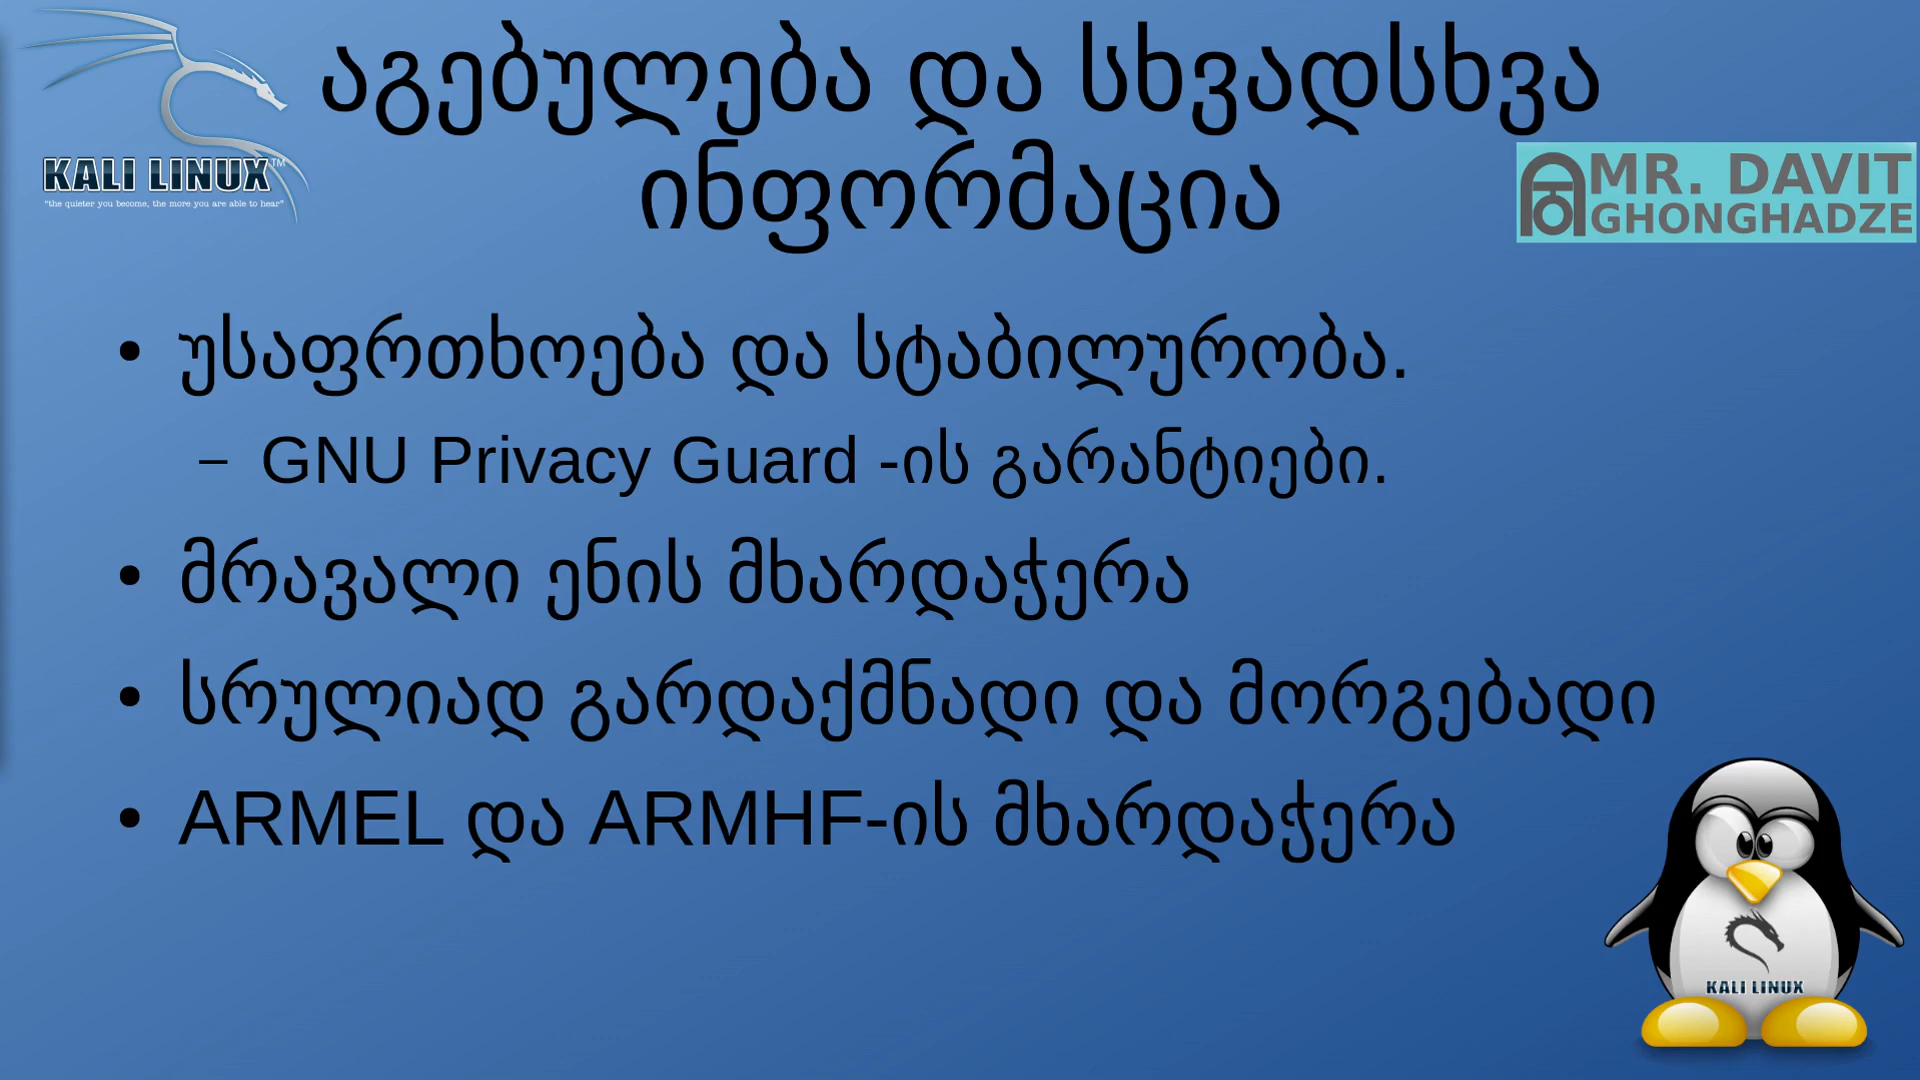 აგებულება და სხვადსხვა
ინფორმაცია
KALI LINUX™
"the quieter you become, the more you are able to hear"
MR. DAVIT
GHONGHADZE
• უსაფრთხოება და სტაბილურობა.
– GNU Privacy Guard -ის გარანტიები.
• მრავალი ენის მხარდაჭერა
• სრულიად გარდაქმნადი და მორგებადი
• ARMEL და ARMHF-ის მხარდაჭერა
KALI LINUX